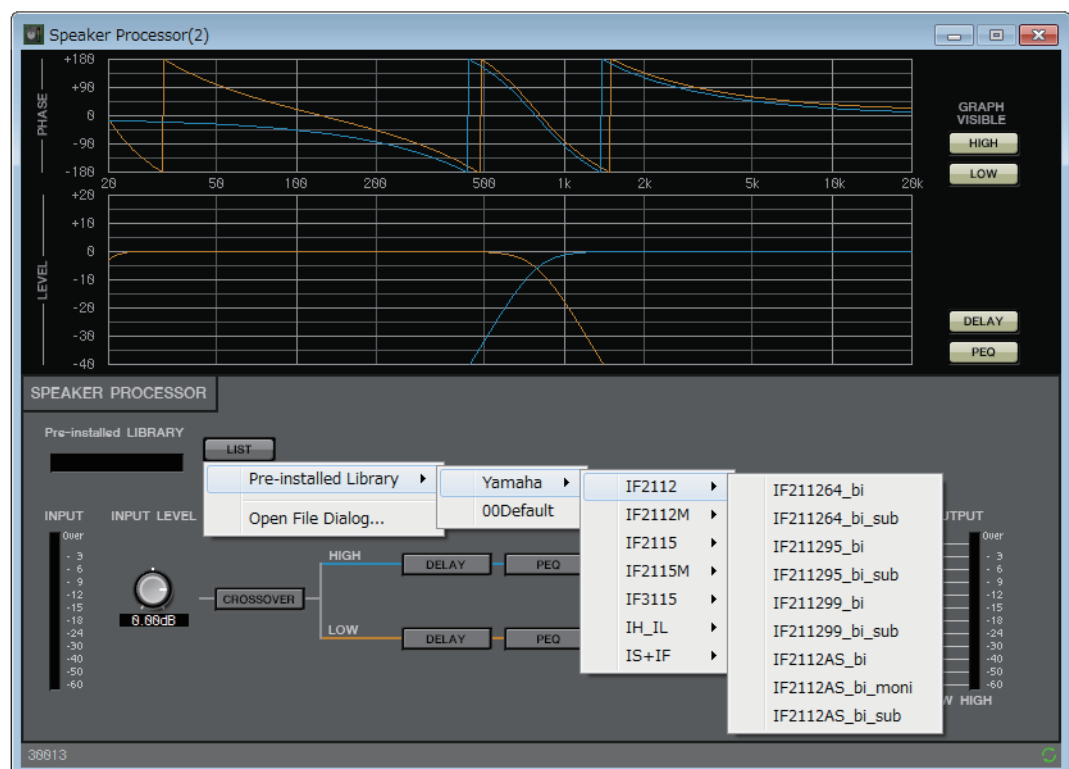 Speaker Processor(2)
+180
+90
0
-90
-180
PHASE
20 50 100 200 500 1k 2k 5k 10k 20k
+20
+10
0
-10
-20
-30
-40
LEVEL
GRAPH
VISIBLE
HIGH
LOW
DELAY
PEQ
SPEAKER PROCESSOR
Pre-installed LIBRARY
LIST
Pre-installed Library
Open File Dialog...
Yamaha
00Default
IF2112
IF2112M
IF2115
IF2115M
IF3115
IH_IL
IS+IF
IF211264_bi
IF211264_bi_sub
IF211295_bi
IF211295_bi_sub
IF211299_bi
IF211299_bi_sub
IF2112AS_bi
IF2112AS_bi_moni
IF2112AS_bi_sub
INPUT
Over
- 3
- 6
- 9
-12
-15
-18
-24
-30
-40
-50
-60
INPUT LEVEL
0.00dB
CROSSOVER
HIGH
DELAY
PEQ
LOW
DELAY
PEQ
UTPUT
Over
- 3
- 6
- 9
-12
-15
-18
-24
-30
-40
-50
-60
W HIGH
30013